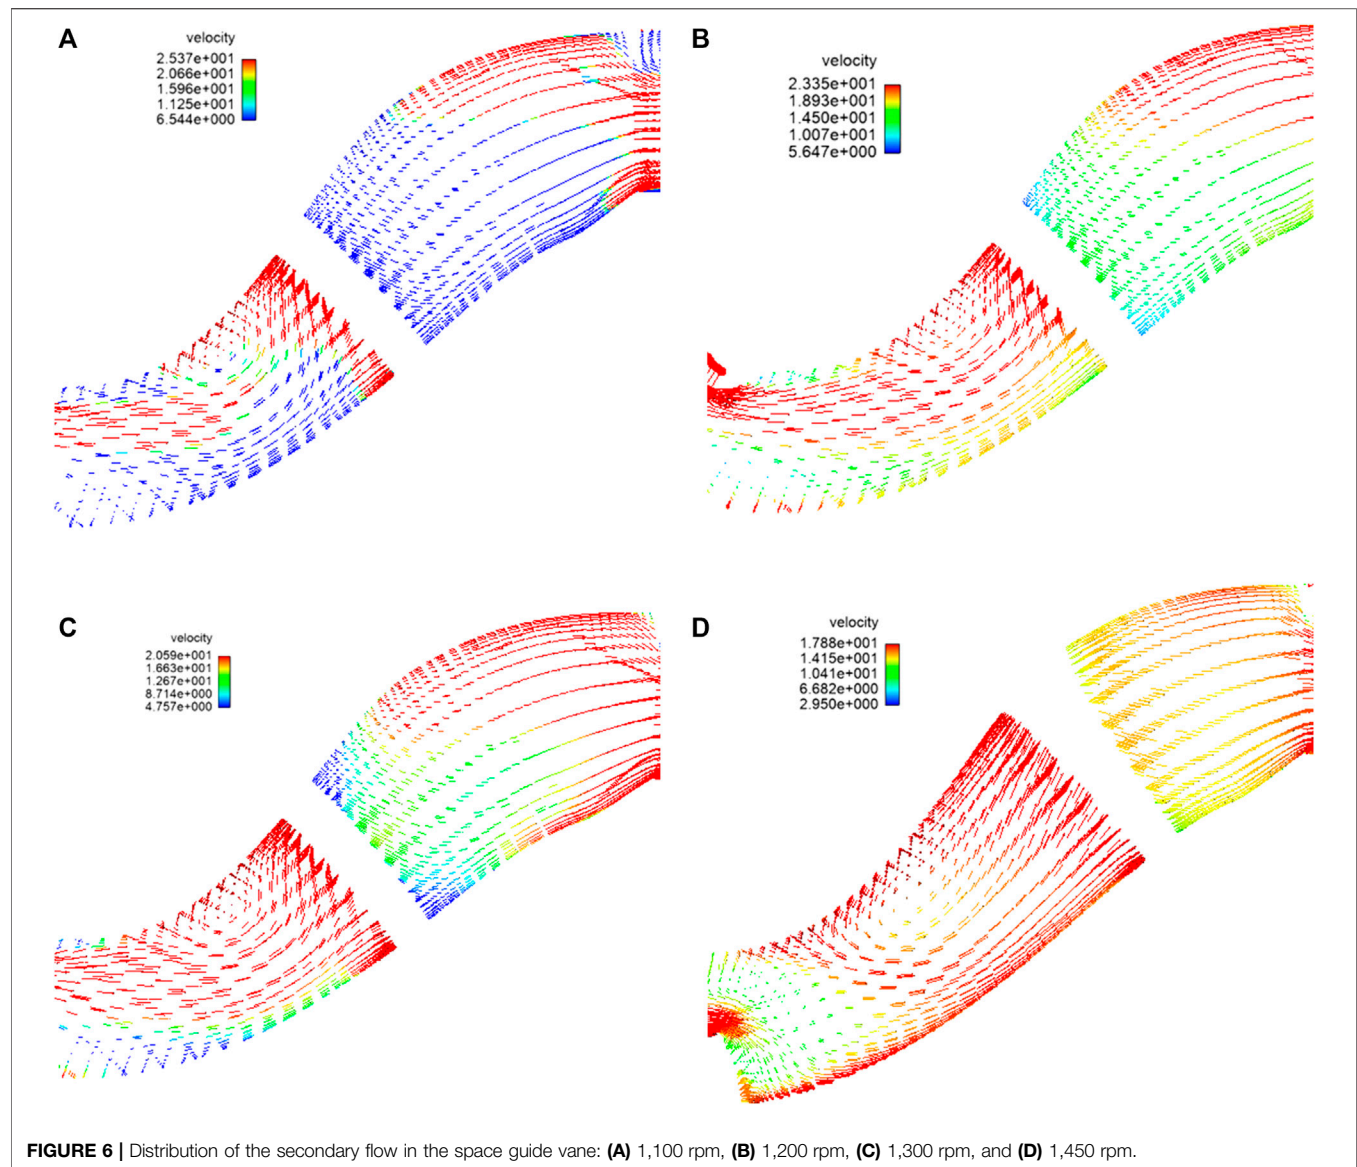 A
velocity
2.537e+001
2.066e+001
1.596e+001
1.125e+001
6.544e+000
B
velocity
2.335e+001
1.893e+001
1.450e+001
1.007e+001
5.647e+000
C
velocity
2.059e+001
1.663e+001
1.267e+001
8.714e+000
4.757e+000
D
velocity
1.788e+001
1.415e+001
1.041e+001
6.682e+000
2.950e+000
FIGURE 6 | Distribution of the secondary flow in the space guide vane: (A) 1,100 rpm, (B) 1,200 rpm, (C) 1,300 rpm, and (D) 1,450 rpm.